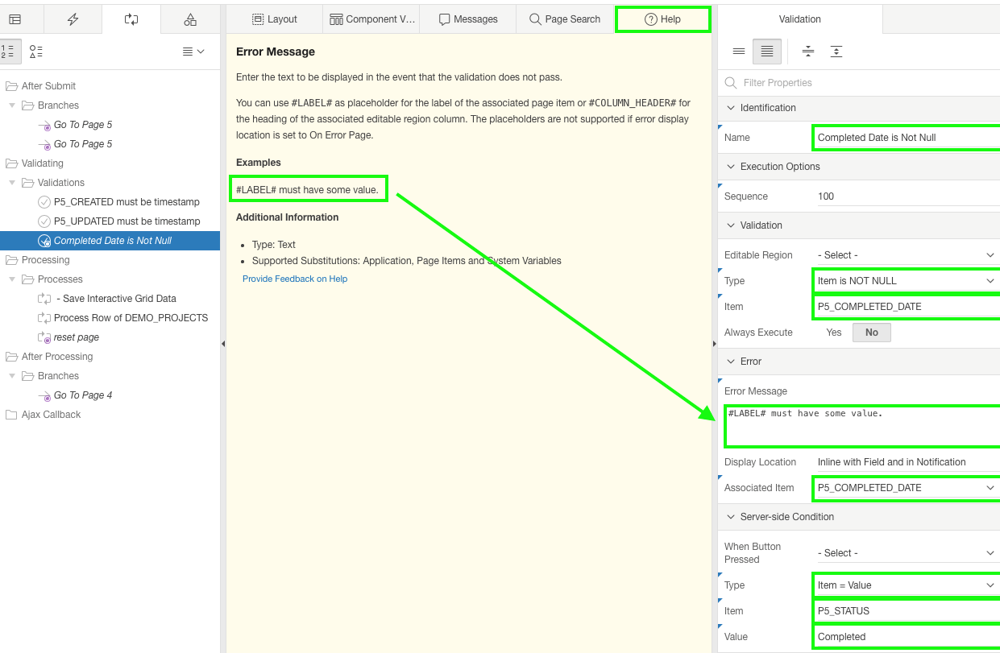 Layout
Component V...
Messages
Page Search
Help
Validation
Filter Properties
After Submit
Branches
Go To Page 5
Go To Page 5
Validating
Validations
P5_CREATED must be timestamp
P5_UPDATED must be timestamp
Completed Date is Not Null
Processing
Processes
- Save Interactive Grid Data
Process Row of DEMO_PROJECTS
reset page
After Processing
Branches
Go To Page 4
Ajax Callback
Error Message
Enter the text to be displayed in the event that the validation does not pass.
You can use #LABEL# as placeholder for the label of the associated page item or #COLUMN_HEADER# for
the heading of the associated editable region column. The placeholders are not supported if error display
location is set to On Error Page.
Examples
#LABEL# must have some value.
Additional Information
Type: Text
Supported Substitutions: Application, Page Items and System Variables
Provide Feedback on Help
Identification
Name Completed Date is Not Null
Execution Options
Sequence 100
Validation
Editable Region - Select -
Type Item is NOT NULL
Item P5_COMPLETED_DATE
Always Execute Yes No
Error
Error Message
#LABEL# must have some value.
Display Location Inline with Field and in Notification
Associated Item P5_COMPLETED_DATE
Server-side Condition
When Button
Pressed - Select -
Type Item = Value
Item P5_STATUS
Value Completed